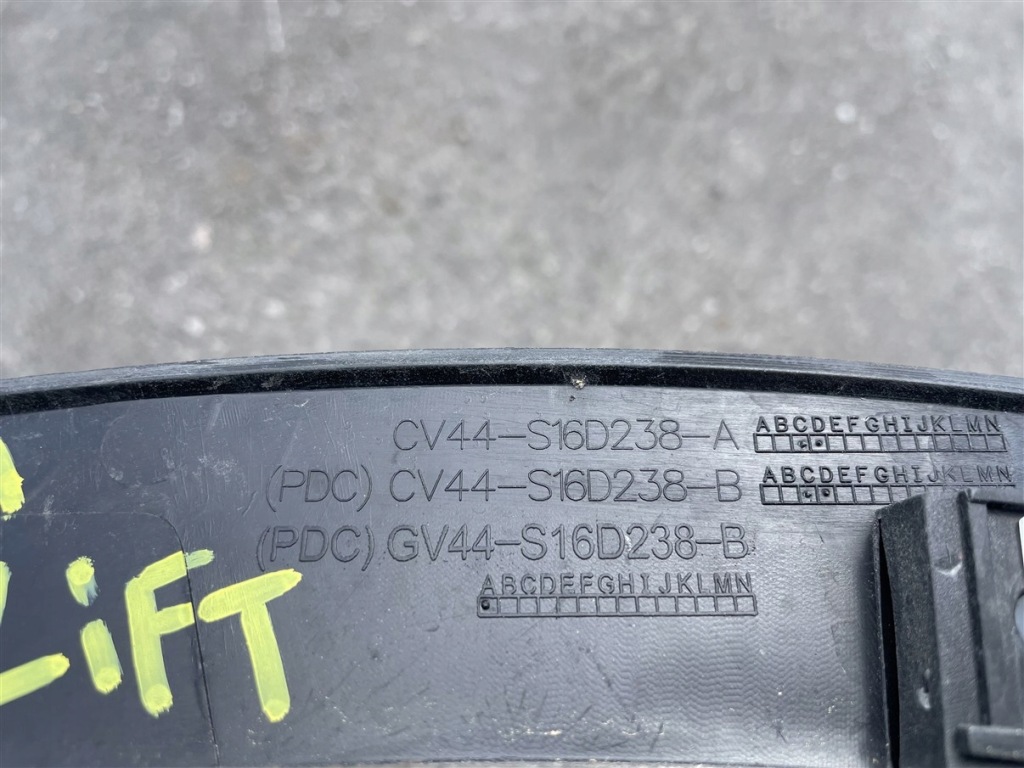 CV44-S16D238-A ABCDEFGHIJKLMN
(PDC) CV44-S16D238-B ABCDEFGHIJKLMN
(PDC) GV44-S16D238-B
ABCDEFGHIJKLMN
LiFT